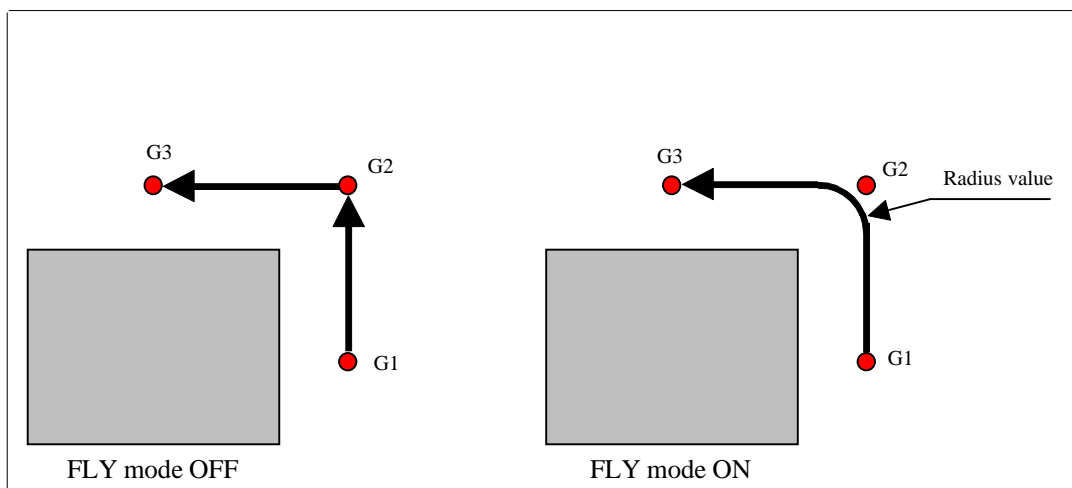 G3
G2
G1
FLY mode OFF
G3
G2
Radius value
G1
FLY mode ON